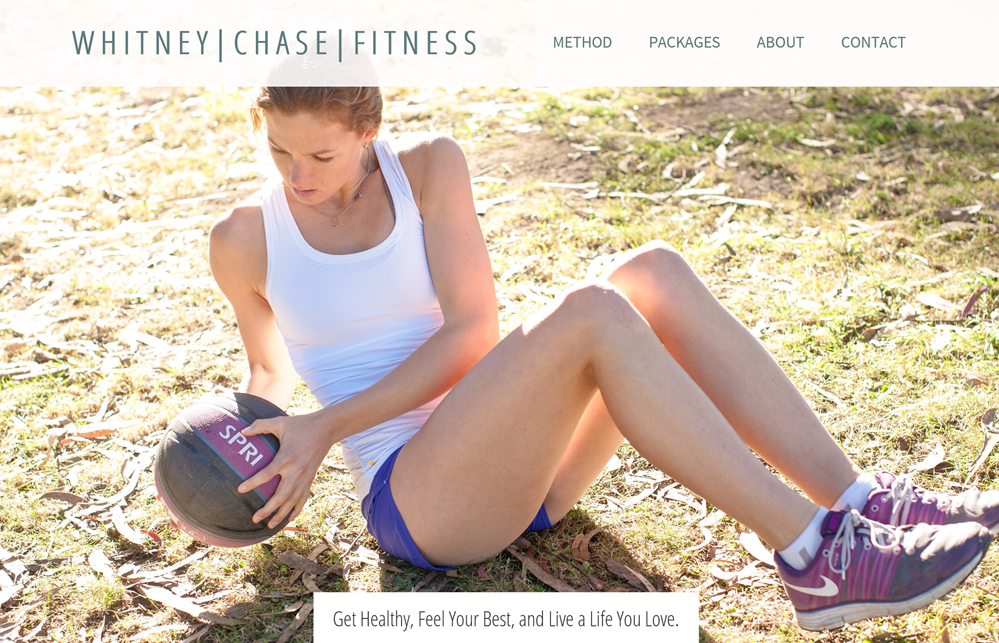 WHITNEY|CHASE|FITNESS
METHOD PACKAGES ABOUT CONTACT
SPRI
Get Healthy, Feel Your Best, and Live a Life You Love.